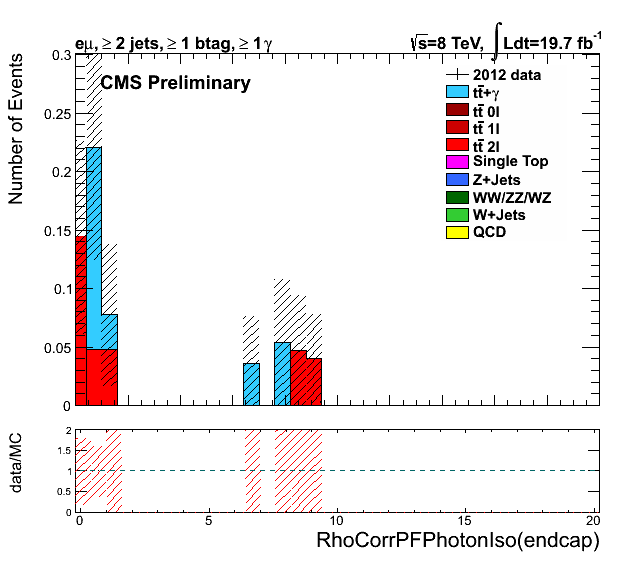 eμ, ≥ 2 jets, ≥ 1 btag, ≥ 1 γ
√s=8 TeV, ∫Ldt=19.7 fb⁻¹
CMS Preliminary
2012 data
tt̄+γ
tt̄ 0l
tt̄ 1l
tt̄ 2l
Single Top
Z+Jets
WW/ZZ/WZ
W+Jets
QCD
Number of Events
0.3
0.25
0.2
0.15
0.1
0.05
0
data/MC
2
1.5
1
0.5
0
0 5 10 15 20
RhoCorrPFPhotonIso(endcap)